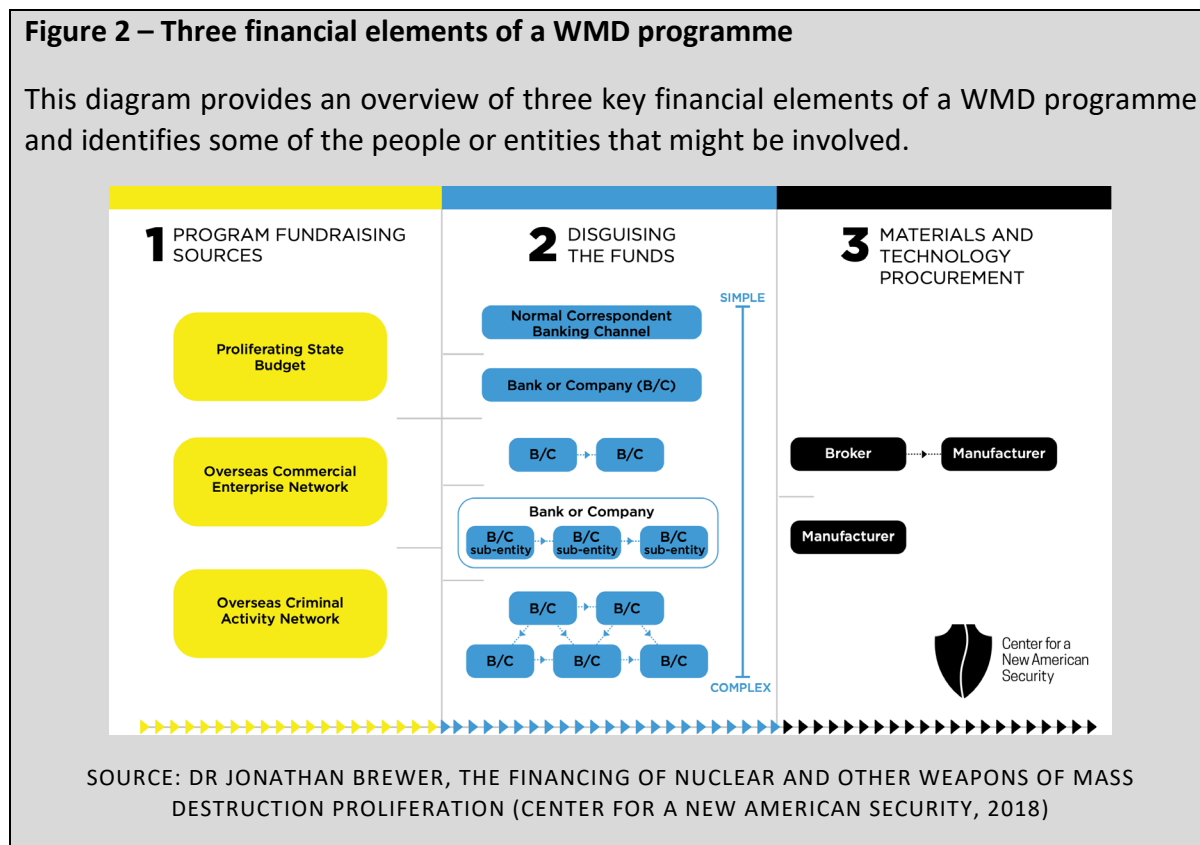 Figure 2 – Three financial elements of a WMD programme
This diagram provides an overview of three key financial elements of a WMD programme
and identifies some of the people or entities that might be involved.
1 PROGRAM FUNDRAISING
SOURCES
Proliferating State
Budget
Overseas Commercial
Enterprise Network
Overseas Criminal
Activity Network
2 DISGUISING
THE FUNDS
SIMPLE
Normal Correspondent
Banking Channel
Bank or Company (B/C)
B/C B/C
Bank or Company
B/C B/C B/C
sub-entity sub-entity sub-entity
B/C B/C
B/C B/C B/C
COMPLEX
3 MATERIALS AND
TECHNOLOGY
PROCUREMENT
Broker Manufacturer
Manufacturer
Center for a
New American
Security
SOURCE: DR JONATHAN BREWER, THE FINANCING OF NUCLEAR AND OTHER WEAPONS OF MASS
DESTRUCTION PROLIFERATION (CENTER FOR A NEW AMERICAN SECURITY, 2018)